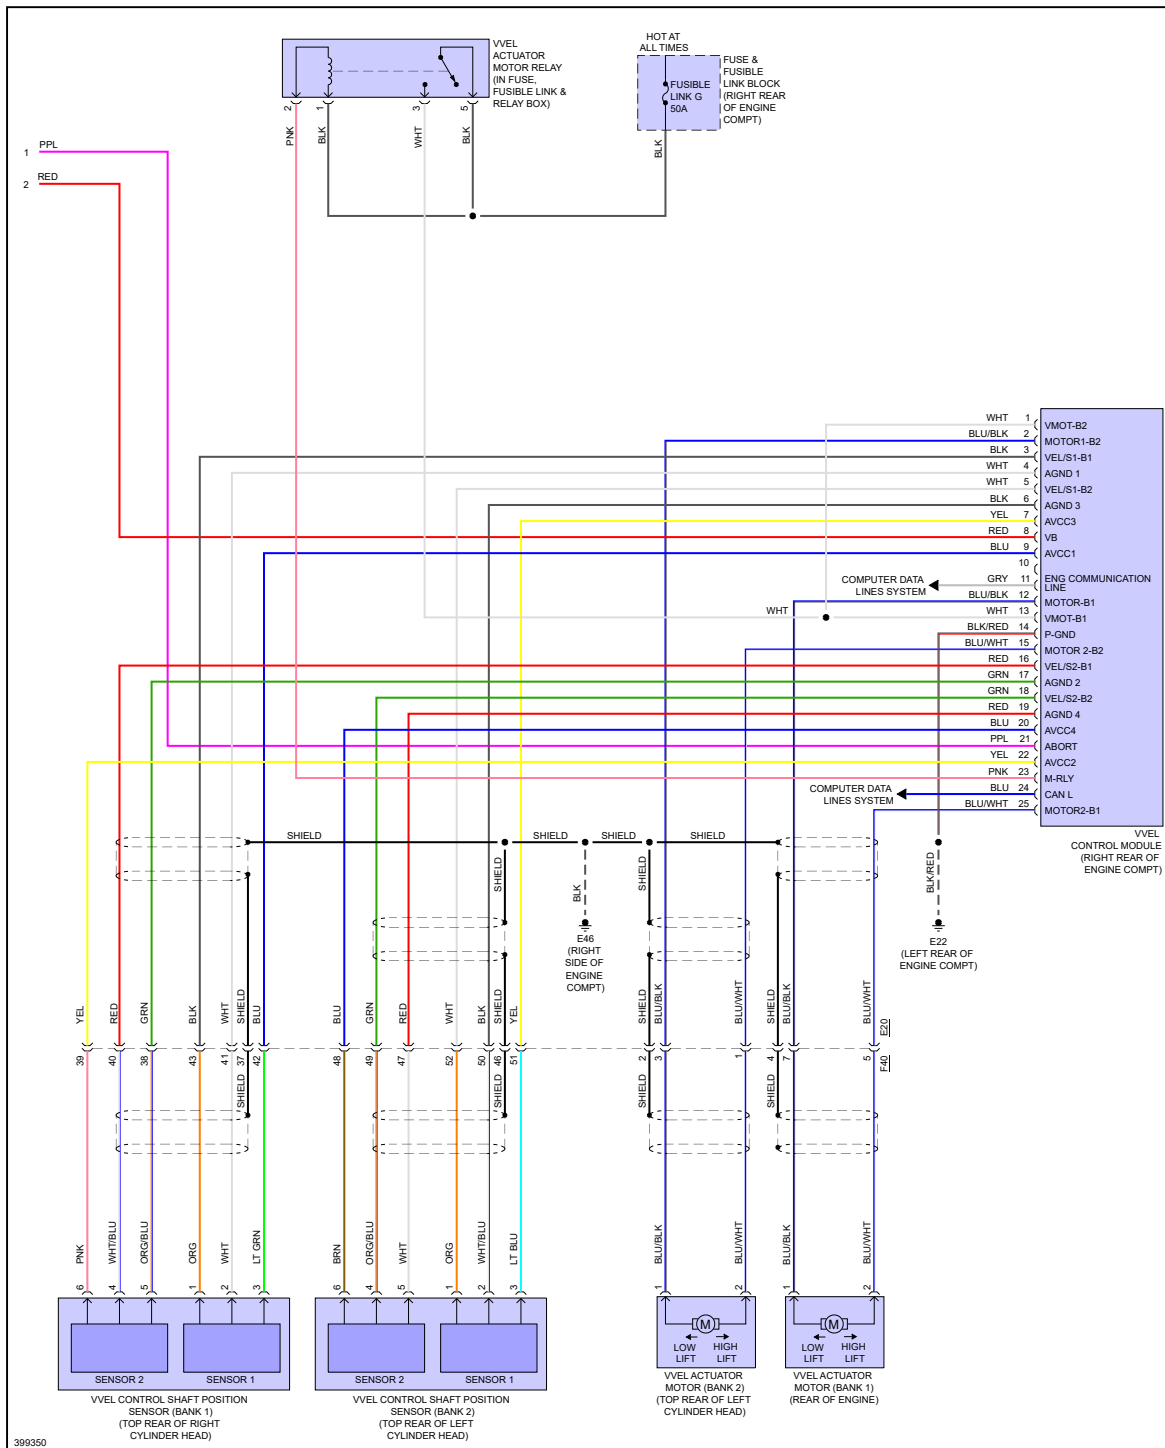 VVEL
ACTUATOR
MOTOR RELAY
(IN FUSE,
FUSIBLE LINK &
RELAY BOX)
HOT AT
ALL TIMES
FUSIBLE
LINK G
50A
FUSE &
FUSIBLE
LINK BLOCK
(RIGHT REAR
OF ENGINE
COMPT)
2
1
3
5
PNK
BLK
WHT
BLK
BLK
1 PPL
2 RED
WHT 1 VMOT-B2
BLU/BLK 2 MOTOR1-B2
BLK 3 VEL/S1-B1
WHT 4 AGND 1
WHT 5 VEL/S1-B2
BLK 6 AGND 3
YEL 7 AVCC3
RED 8 VB
BLU 9 AVCC1
10
COMPUTER DATA
LINES SYSTEM
GRY 11 ENG COMMUNICATION
LINE
BLU/BLK 12 MOTOR-B1
WHT
WHT 13 VMOT-B1
BLK/RED 14 P-GND
BLU/WHT 15 MOTOR 2-B2
RED 16 VEL/S2-B1
GRN 17 AGND 2
GRN 18 VEL/S2-B2
RED 19 AGND 4
BLU 20 AVCC4
PPL 21 ABORT
YEL 22 AVCC2
PNK 23 M-RLY
COMPUTER DATA
LINES SYSTEM
BLU 24 CAN L
BLU/WHT 25 MOTOR2-B1
VVEL
CONTROL MODULE
(RIGHT REAR OF
ENGINE COMPT)
SHIELD
SHIELD
SHIELD
SHIELD
SHIELD
BLK
SHIELD
BLK/RED
E46
(RIGHT
SIDE OF
ENGINE
COMPT)
E22
(LEFT REAR OF
ENGINE COMPT)
YEL
RED
GRN
BLK
WHT
SHIELD
BLU
BLU
GRN
RED
WHT
BLK
SHIELD
YEL
SHIELD
BLU/BLK
BLU/WHT
SHIELD
BLU/BLK
BLU/WHT
E20
39
40
38
43
41
37
42
48
49
47
52
50
46
51
2
3
1
4
7
5
F40
SHIELD
SHIELD
SHIELD
SHIELD
PNK
WHT/BLU
ORG/BLU
ORG
WHT
LT GRN
BRN
ORG/BLU
WHT
ORG
WHT/BLU
LT BLU
BLU/BLK
BLU/WHT
BLU/BLK
BLU/WHT
6
4
5
1
2
3
6
4
5
1
2
3
1
2
1
2
SENSOR 2
SENSOR 1
VVEL CONTROL SHAFT POSITION
SENSOR (BANK 1)
(TOP REAR OF RIGHT
CYLINDER HEAD)
SENSOR 2
SENSOR 1
VVEL CONTROL SHAFT POSITION
SENSOR (BANK 2)
(TOP REAR OF LEFT
CYLINDER HEAD)
M
LOW
LIFT
HIGH
LIFT
VVEL ACTUATOR
MOTOR (BANK 2)
(TOP REAR OF LEFT
CYLINDER HEAD)
M
LOW
LIFT
HIGH
LIFT
VVEL ACTUATOR
MOTOR (BANK 1)
(REAR OF ENGINE)
399350